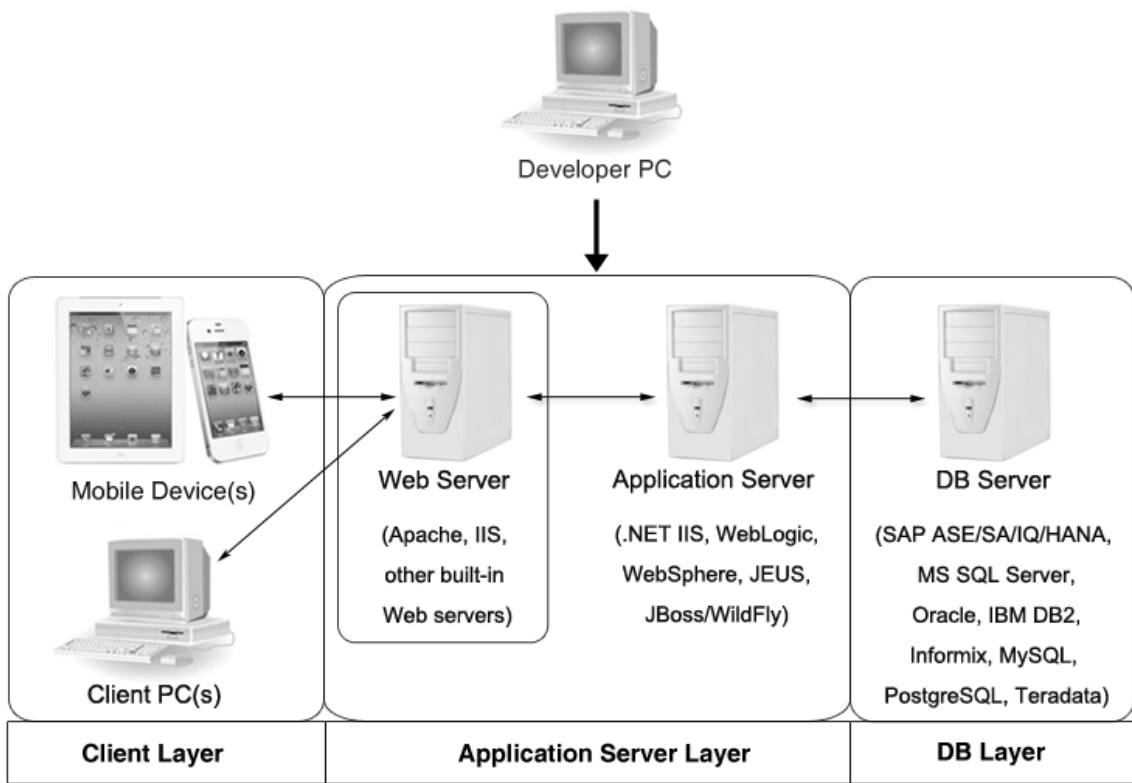 Developer PC
Mobile Device(s)
Client PC(s)
Web Server
(Apache, IIS,
other built-in
Web servers)
Application Server
(.NET IIS, WebLogic,
WebSphere, JEUS,
JBoss/WildFly)
DB Server
(SAP ASE/SA/IQ/HANA,
MS SQL Server,
Oracle, IBM DB2,
Informix, MySQL,
PostgreSQL, Teradata)
Client Layer
Application Server Layer
DB Layer